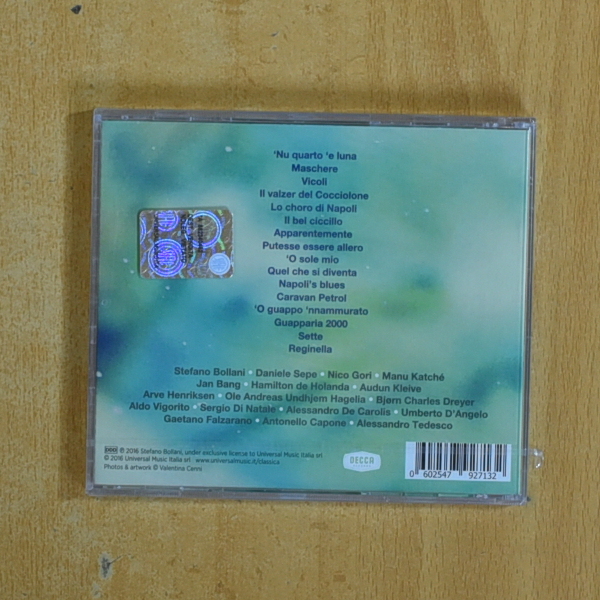 'Nu quarto 'e luna
Maschere
Vicoli
Il valzer del Cocciolone
Lo choro di Napoli
Il bel ciccillo
Apparentemente
Putesse essere allero
'O sole mio
Quel che si diventa
Napoli's blues
Caravan Petrol
'O guappo 'nnammurato
Guapparia 2000
Sette
Reginella
Stefano Bollani • Daniele Sepe • Nico Gori • Manu Katché
Jan Bang • Hamilton de Holanda • Audun Kleive
Arve Henriksen • Ole Andreas Undhjem Hagelia • Bjørn Charles Dreyer
Aldo Vigorito • Sergio Di Natale • Alessandro De Carolis • Umberto D'Angelo
Gaetano Falzarano • Antonello Capone • Alessandro Tedesco
℗ 2016 Stefano Bollani, under exclusive licence to Universal Music Italia srl
© 2016 Universal Music Italia srl. www.universalmusic.it/classica
Photos & artwork © Valentina Cenni
DECCA
0 602547 927132